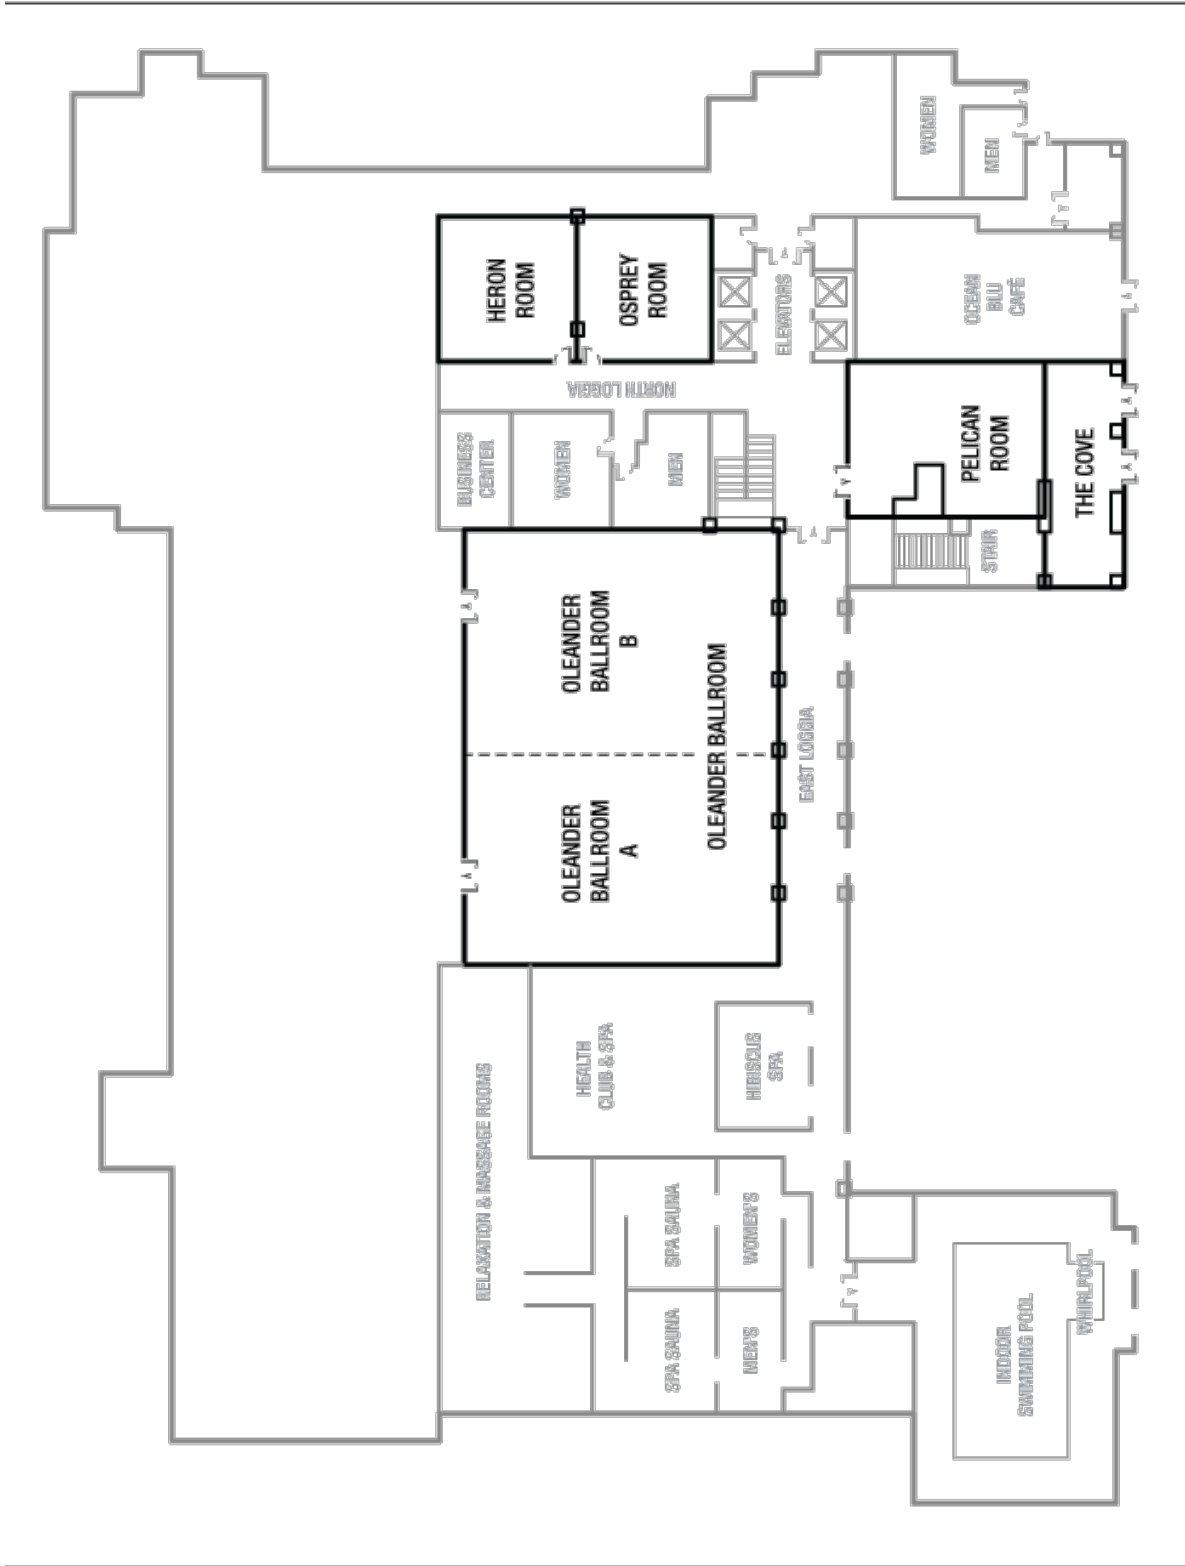 WOMEN
MEN
HERON
ROOM
OSPREY
ROOM
ELEVATORS
OCEAN
BLU
CAFÉ
NORTH LOGGIA
BUSINESS
CENTER
WOMEN
MEN
PELICAN
ROOM
THE COVE
STAIR
OLEANDER
BALLROOM
B
OLEANDER BALLROOM
OLEANDER
BALLROOM
A
EAST LOGGIA
HEALTH
CLUB & SPA
HIBISCUS
SPA
RELAXATION & MASSAGE ROOMS
SPA SAUNA
WOMEN'S
SPA SAUNA
MEN'S
INDOOR
SWIMMING POOL
WHIRLPOOL